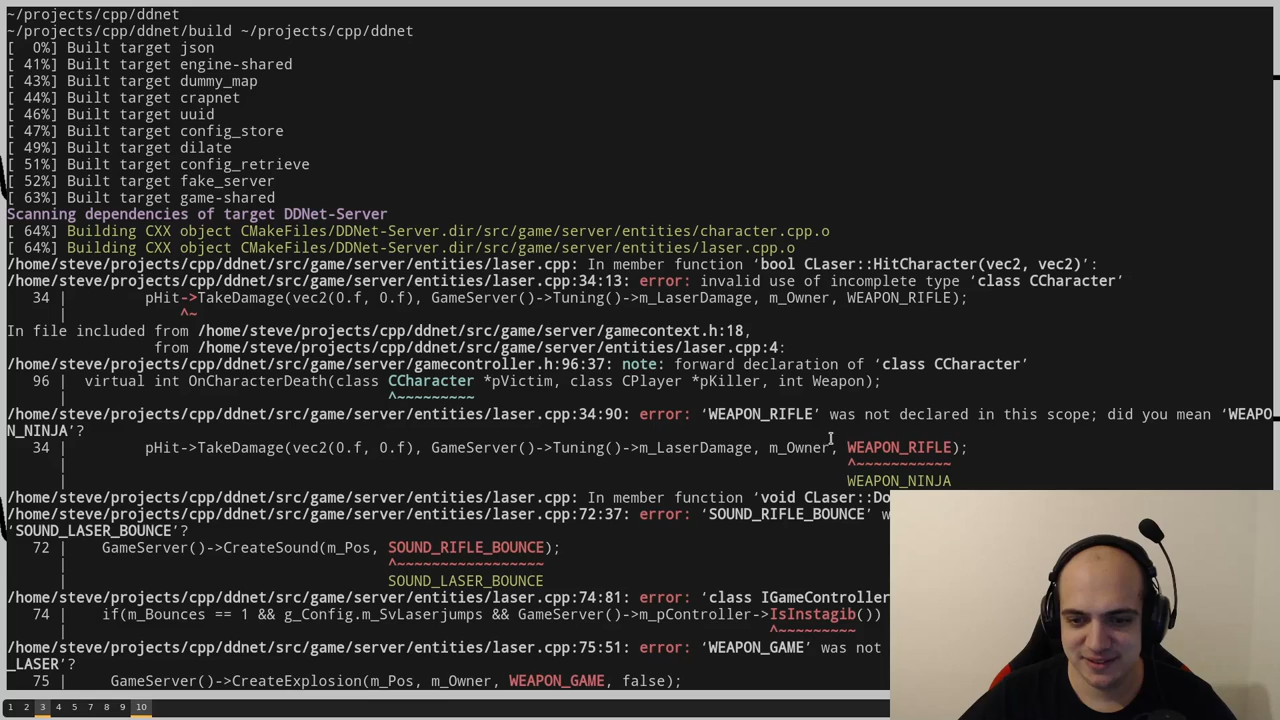 ~/projects/cpp/ddnet
~/projects/cpp/ddnet/build ~/projects/cpp/ddnet
[  0%] Built target json
[ 41%] Built target engine-shared
[ 43%] Built target dummy_map
[ 44%] Built target crapnet
[ 46%] Built target uuid
[ 47%] Built target config_store
[ 49%] Built target dilate
[ 51%] Built target config_retrieve
[ 52%] Built target fake_server
[ 63%] Built target game-shared
Scanning dependencies of target DDNet-Server
[ 64%] Building CXX object CMakeFiles/DDNet-Server.dir/src/game/server/entities/character.cpp.o
[ 64%] Building CXX object CMakeFiles/DDNet-Server.dir/src/game/server/entities/laser.cpp.o
/home/steve/projects/cpp/ddnet/src/game/server/entities/laser.cpp: In member function ‘bool CLaser::HitCharacter(vec2, vec2)’:
/home/steve/projects/cpp/ddnet/src/game/server/entities/laser.cpp:34:13: error: invalid use of incomplete type ‘class CCharacter’
34 |         pHit->TakeDamage(vec2(0.f, 0.f), GameServer()->Tuning()->m_LaserDamage, m_Owner, WEAPON_RIFLE);
|             ^~
In file included from /home/steve/projects/cpp/ddnet/src/game/server/gamecontext.h:18,
from /home/steve/projects/cpp/ddnet/src/game/server/entities/laser.cpp:4:
/home/steve/projects/cpp/ddnet/src/game/server/gamecontroller.h:96:37: note: forward declaration of ‘class CCharacter’
96 |  virtual int OnCharacterDeath(class CCharacter *pVictim, class CPlayer *pKiller, int Weapon);
|                                     ^~~~~~~~~~
/home/steve/projects/cpp/ddnet/src/game/server/entities/laser.cpp:34:90: error: ‘WEAPON_RIFLE’ was not declared in this scope; did you mean ‘WEAPO
N_NINJA’?
34 |         pHit->TakeDamage(vec2(0.f, 0.f), GameServer()->Tuning()->m_LaserDamage, m_Owner, WEAPON_RIFLE);
|                                                                                          ^~~~~~~~~~~~
|                                                                                          WEAPON_NINJA
/home/steve/projects/cpp/ddnet/src/game/server/entities/laser.cpp: In member function ‘void CLaser::Do
/home/steve/projects/cpp/ddnet/src/game/server/entities/laser.cpp:72:37: error: ‘SOUND_RIFLE_BOUNCE’ w
‘SOUND_LASER_BOUNCE’?
72 |    GameServer()->CreateSound(m_Pos, SOUND_RIFLE_BOUNCE);
|                                     ^~~~~~~~~~~~~~~~~~
|                                     SOUND_LASER_BOUNCE
/home/steve/projects/cpp/ddnet/src/game/server/entities/laser.cpp:74:81: error: ‘class IGameController
74 |    if(m_Bounces == 1 && g_Config.m_SvLaserjumps && GameServer()->m_pController->IsInstagib())
|                                                                                 ^~~~~~~~~~
/home/steve/projects/cpp/ddnet/src/game/server/entities/laser.cpp:75:51: error: ‘WEAPON_GAME’ was not
_LASER’?
75 |     GameServer()->CreateExplosion(m_Pos, m_Owner, WEAPON_GAME, false);
1 2 3 4 5 6 7 8 9 10